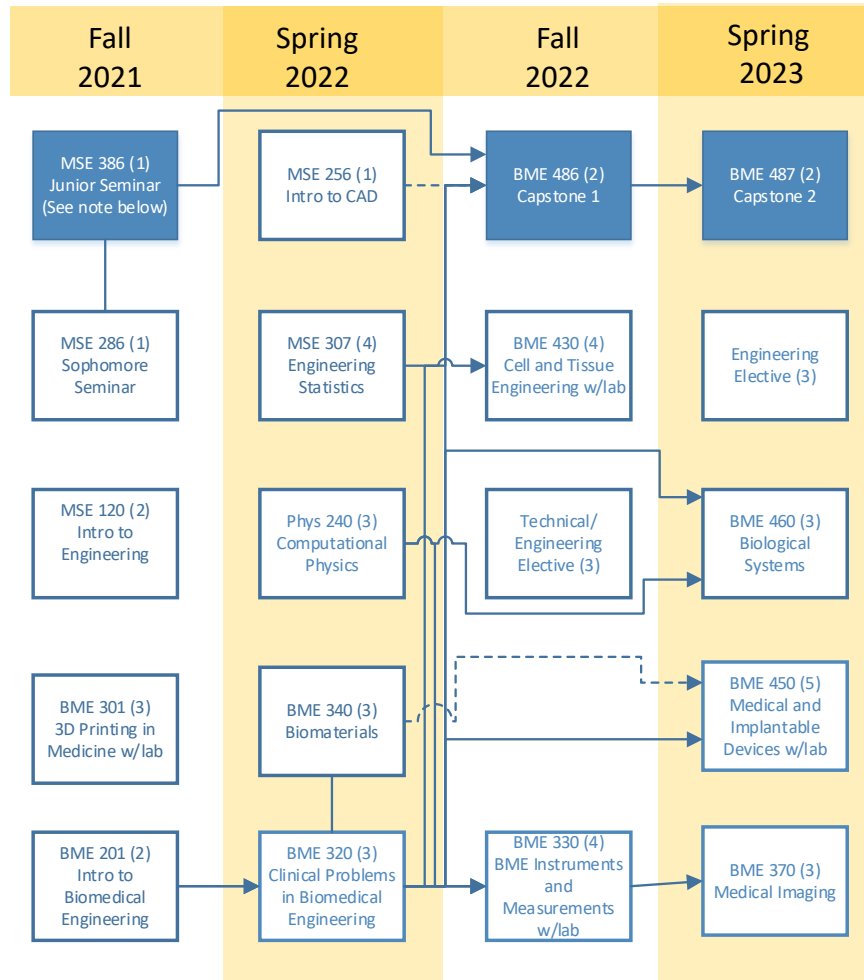 Fall
2021
Spring
2022
Fall
2022
Spring
2023
MSE 386 (1)
Junior Seminar
(See note below)
MSE 256 (1)
Intro to CAD
BME 486 (2)
Capstone 1
BME 487 (2)
Capstone 2
MSE 286 (1)
Sophomore
Seminar
MSE 307 (4)
Engineering
Statistics
BME 430 (4)
Cell and Tissue
Engineering w/lab
Engineering
Elective (3)
MSE 120 (2)
Intro to
Engineering
Phys 240 (3)
Computational
Physics
Technical/
Engineering
Elective (3)
BME 460 (3)
Biological
Systems
BME 301 (3)
3D Printing in
Medicine w/lab
BME 340 (3)
Biomaterials
BME 450 (5)
Medical and
Implantable
Devices w/lab
BME 201 (2)
Intro to
Biomedical
Engineering
BME 320 (3)
Clinical Problems
in Biomedical
Engineering
BME 330 (4)
BME Instruments
and
Measurements
w/lab
BME 370 (3)
Medical Imaging